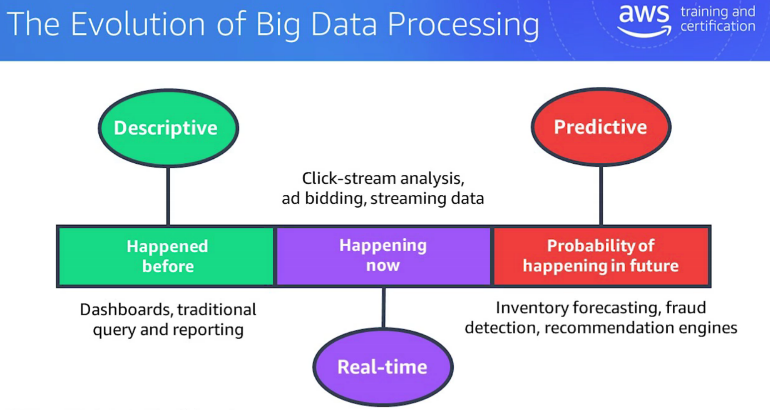 The Evolution of Big Data Processing
aws training and
certification
Descriptive
Predictive
Click-stream analysis,
ad bidding, streaming data
Happened
before
Happening
now
Probability of
happening in future
Dashboards, traditional
query and reporting
Inventory forecasting, fraud
detection, recommendation engines
Real-time